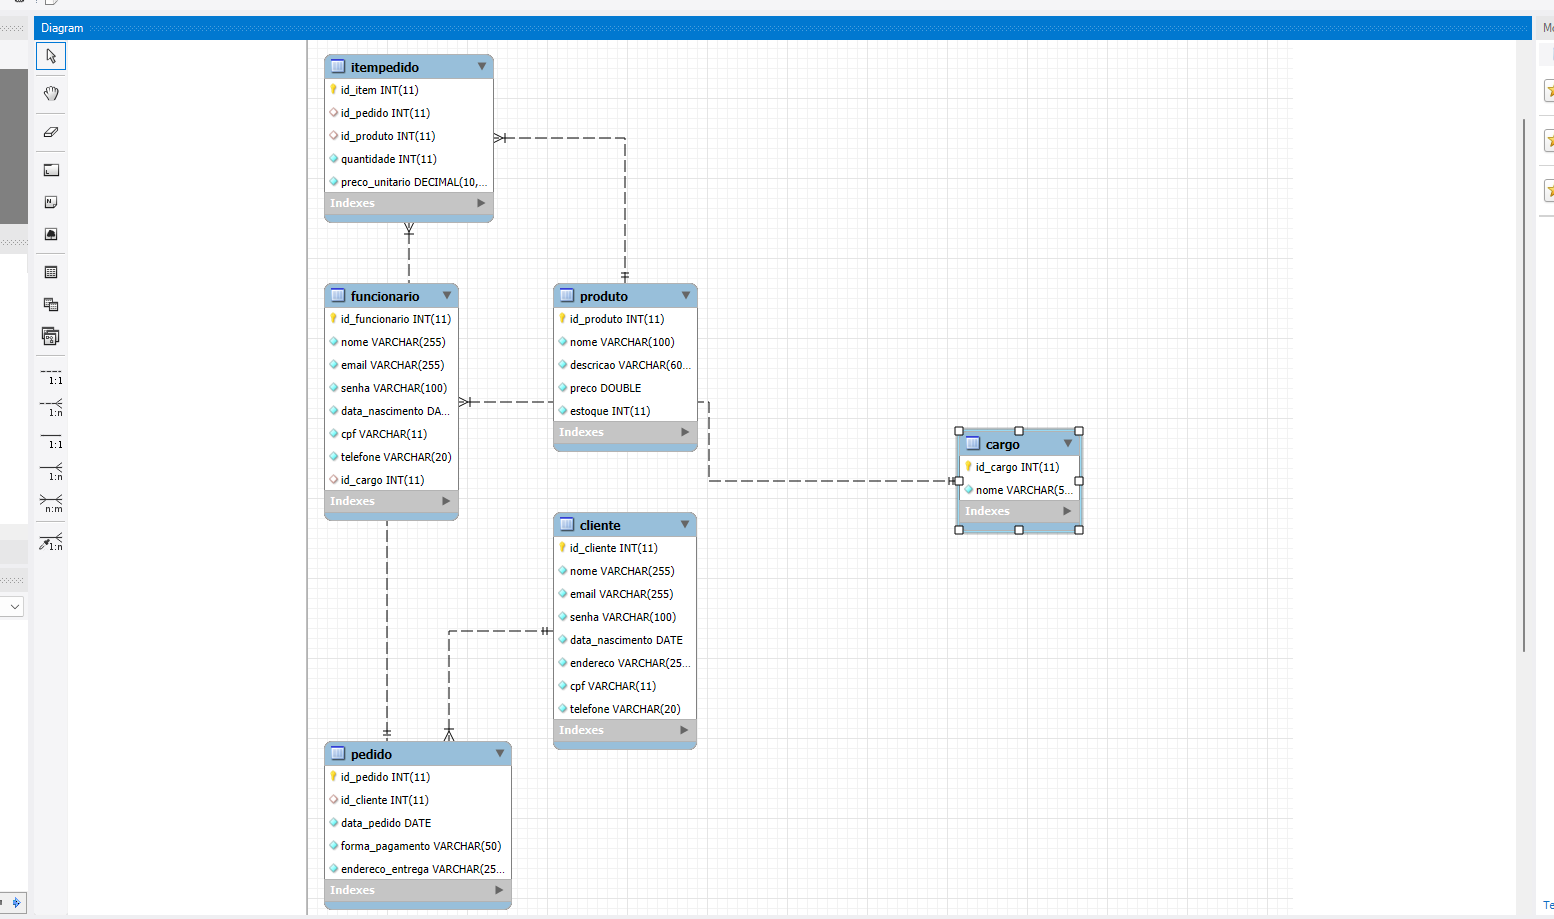 Diagram
itempedido
id_item INT(11)
id_pedido INT(11)
id_produto INT(11)
quantidade INT(11)
preco_unitario DECIMAL(10,...
Indexes
funcionario
id_funcionario INT(11)
nome VARCHAR(255)
email VARCHAR(255)
senha VARCHAR(100)
data_nascimento DA...
cpf VARCHAR(11)
telefone VARCHAR(20)
id_cargo INT(11)
Indexes
produto
id_produto INT(11)
nome VARCHAR(100)
descricao VARCHAR(60...
preco DOUBLE
estoque INT(11)
Indexes
cargo
id_cargo INT(11)
nome VARCHAR(5...
Indexes
cliente
id_cliente INT(11)
nome VARCHAR(255)
email VARCHAR(255)
senha VARCHAR(100)
data_nascimento DATE
endereco VARCHAR(25...
cpf VARCHAR(11)
telefone VARCHAR(20)
Indexes
pedido
id_pedido INT(11)
id_cliente INT(11)
data_pedido DATE
forma_pagamento VARCHAR(50)
endereco_entrega VARCHAR(25...
Indexes
1:1
1:n
1:1
1:n
n:m
1:n